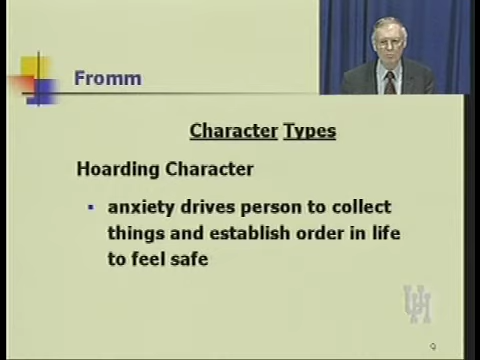 Fromm
Character Types
Hoarding Character
anxiety drives person to collect
things and establish order in life
to feel safe
UH
9